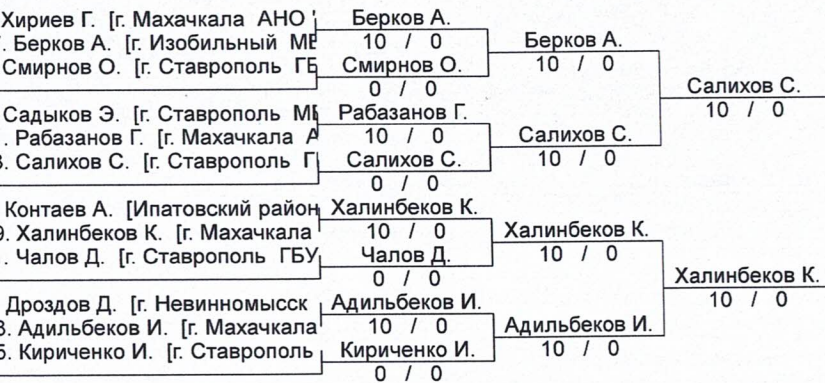 Хириев Г. [г. Махачкала АНО
Берков А. [г. Изобильный
Смирнов О. [г. Ставрополь
Садыков Э. [г. Ставрополь
Рабазанов Г. [г. Махачкала
Салихов С. [г. Ставрополь
Контаев А. [Ипатовский район
Халинбеков К. [г. Махачкала
Чалов Д. [г. Ставрополь ГБУ
Дроздов Д. [г. Невинномысск
Адильбеков И. [г. Махачкала
Кириченко И. [г. Ставрополь
Берков А.
10 / 0
Смирнов О.
0 / 0
Рабазанов Г.
10 / 0
Салихов С.
0 / 0
Халинбеков К.
10 / 0
Чалов Д.
0 / 0
Адильбеков И.
10 / 0
Кириченко И.
0 / 0
Берков А.
10 / 0
Салихов С.
10 / 0
Халинбеков К.
10 / 0
Адильбеков И.
10 / 0
Салихов С.
10 / 0
Халинбеков К.
10 / 0